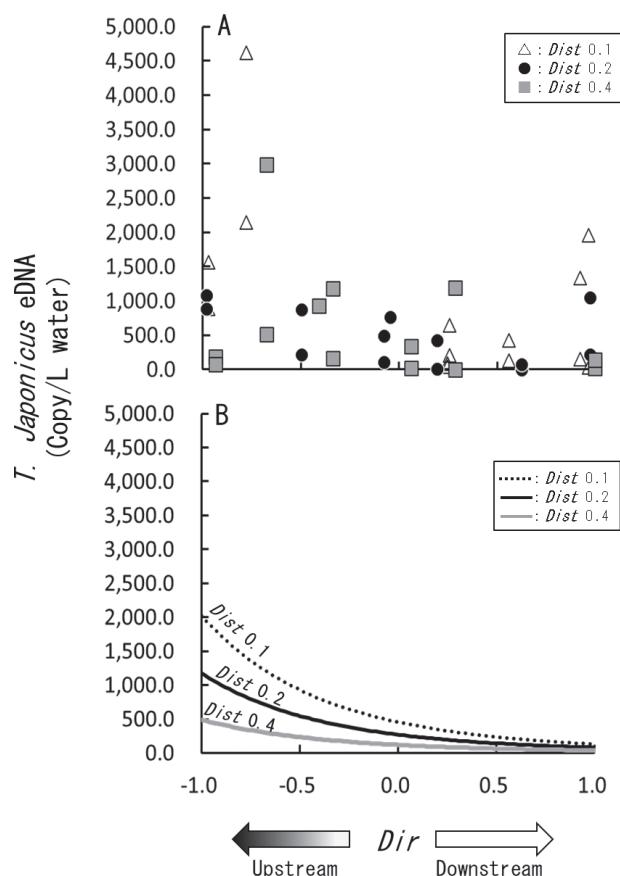 A
5,000.0
4,500.0
4,000.0
3,500.0
3,000.0
2,500.0
2,000.0
1,500.0
1,000.0
500.0
0.0
: Dist 0.1
: Dist 0.2
: Dist 0.4
T. Japonicus eDNA
(Copy/L water)
B
5,000.0
4,500.0
4,000.0
3,500.0
3,000.0
2,500.0
2,000.0
1,500.0
1,000.0
500.0
0.0
: Dist 0.1
: Dist 0.2
: Dist 0.4
Dist 0.1
Dist 0.2
Dist 0.4
-1.0 -0.5 0.0 0.5 1.0
Dir
Upstream Downstream